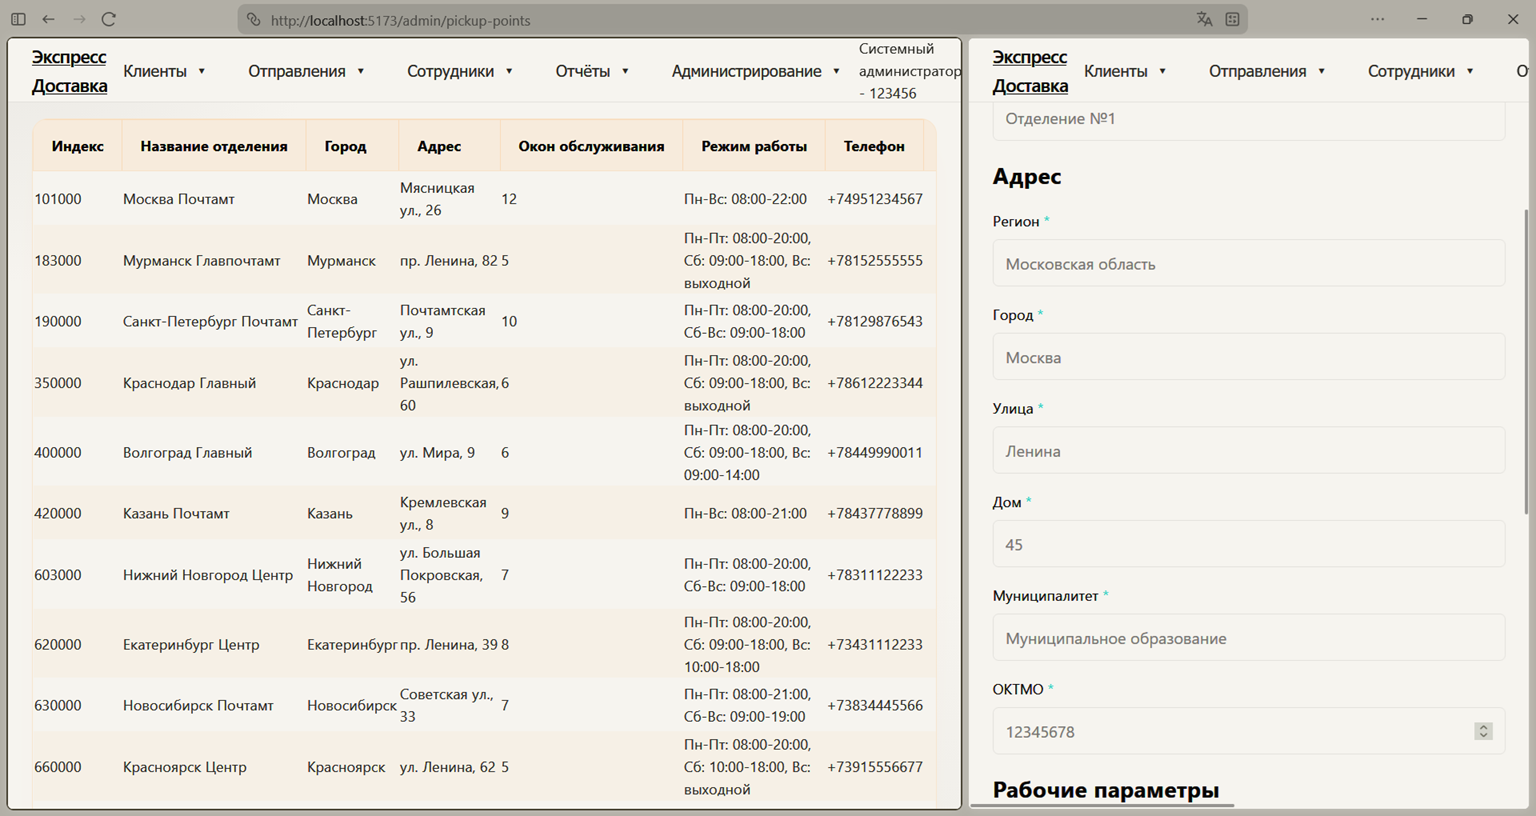 http://localhost:5173/admin/pickup-points
Экспресс
Доставка
Клиенты ▼
Отправления ▼
Сотрудники ▼
Отчёты ▼
Администрирование ▼
Системный
администратор
- 123456
Индекс Название отделения Город Адрес Окон обслуживания Режим работы Телефон
101000 Москва Почтамт Москва Мясницкая ул., 26 12 Пн-Вс: 08:00-22:00 +74951234567
183000 Мурманск Главпочтамт Мурманск пр. Ленина, 82 5 Пн-Пт: 08:00-20:00, Сб: 09:00-18:00, Вс: выходной +78152555555
190000 Санкт-Петербург Почтамт Санкт-Петербург Почтамтская ул., 9 10 Пн-Пт: 08:00-20:00, Сб-Вс: 09:00-18:00 +78129876543
350000 Краснодар Главный Краснодар ул. Рашпилевская, 60 6 Пн-Пт: 08:00-20:00, Сб: 09:00-18:00, Вс: выходной +78612223344
400000 Волгоград Главный Волгоград ул. Мира, 9 6 Пн-Пт: 08:00-20:00, Сб: 09:00-18:00, Вс: 09:00-14:00 +78449990011
420000 Казань Почтамт Казань Кремлевская ул., 8 9 Пн-Вс: 08:00-21:00 +78437778899
603000 Нижний Новгород Центр Нижний Новгород ул. Большая Покровская, 56 7 Пн-Пт: 08:00-20:00, Сб-Вс: 09:00-18:00 +78311122233
620000 Екатеринбург Центр Екатеринбург пр. Ленина, 39 8 Пн-Пт: 08:00-20:00, Сб: 09:00-18:00, Вс: 10:00-18:00 +73431112233
630000 Новосибирск Почтамт Новосибирск Советская ул., 33 7 Пн-Пт: 08:00-21:00, Сб-Вс: 09:00-19:00 +73834445566
660000 Красноярск Центр Красноярск ул. Ленина, 62 5 Пн-Пт: 08:00-20:00, Сб: 10:00-18:00, Вс: выходной +73915556677
Экспресс
Доставка
Клиенты ▼
Отправления ▼
Сотрудники ▼
Отделение №1
Адрес
Регион *
Московская область
Город *
Москва
Улица *
Ленина
Дом *
45
Муниципалитет *
Муниципальное образование
ОКТМО *
12345678
Рабочие параметры